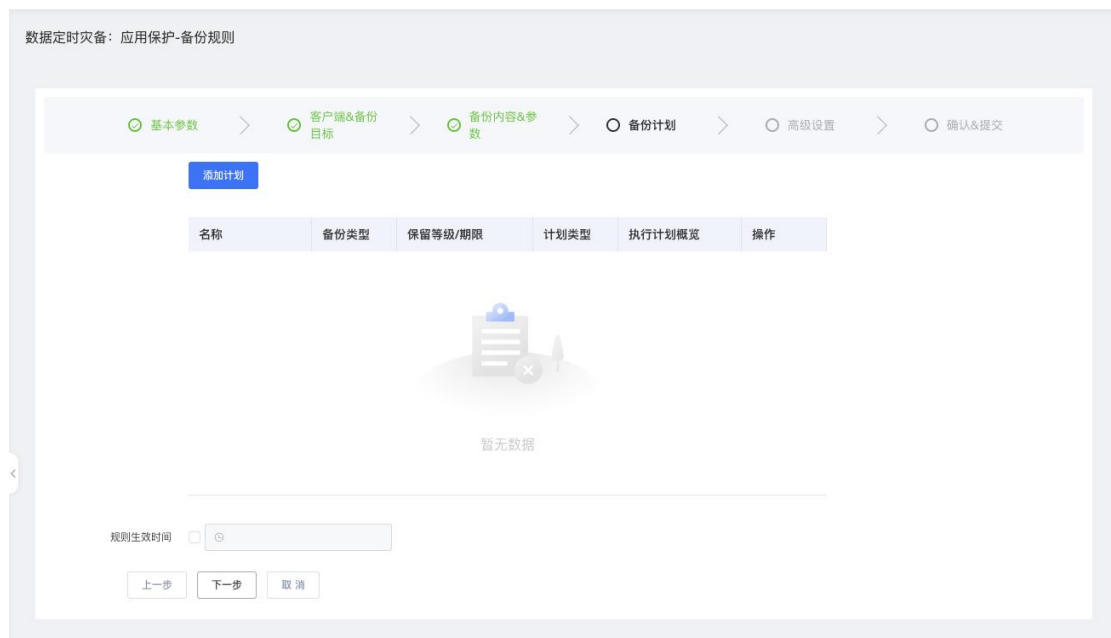 数据定时灾备：应用保护-备份规则
基本参数
客户端&备份
目标
备份内容&参
数
备份计划
高级设置
确认&提交
添加计划
名称 备份类型 保留等级/期限 计划类型 执行计划概览 操作
暂无数据
规则生效时间
上一步 下一步 取消